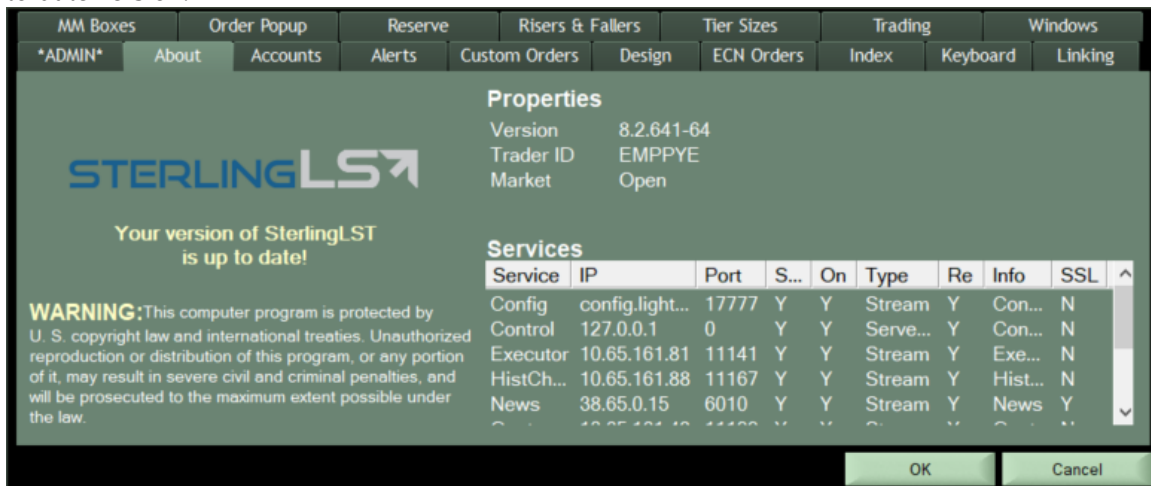 MM Boxes Order Popup Reserve Risers & Fallers Tier Sizes Trading Windows
*ADMIN* About Accounts Alerts Custom Orders Design ECN Orders Index Keyboard Linking
STERLINGLST
Your version of SterlingLST
is up to date!
WARNING: This computer program is protected by
U. S. copyright law and international treaties. Unauthorized
reproduction or distribution of this program, or any portion
of it, may result in severe civil and criminal penalties, and
will be prosecuted to the maximum extent possible under
the law.
Properties
Version 8.2.641-64
Trader ID EMPPYE
Market Open
Services
Service IP Port S... On Type Re Info SSL
Config config.light... 17777 Y Y Stream Y Con... N
Control 127.0.0.1 0 Y Y Serve... Y Con... N
Executor 10.65.161.81 11141 Y Y Stream Y Exe... N
HistCh... 10.65.161.88 11167 Y Y Stream Y Hist... N
News 38.65.0.15 6010 Y Y Stream Y News Y
OK Cancel